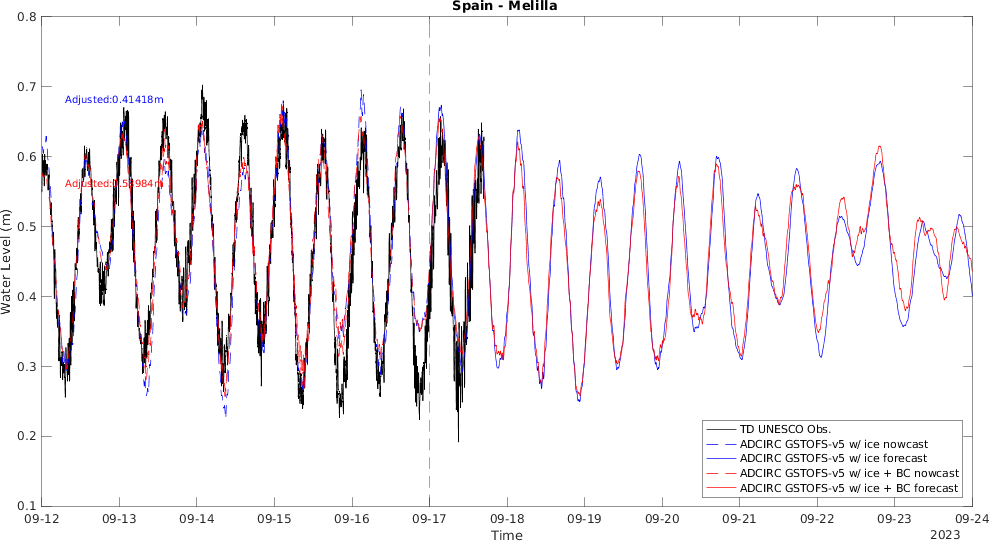 Spain - Melilla
0.8
0.7
0.6
0.5
0.4
0.3
0.2
0.1
Water Level (m)
Adjusted:0.41418m
TD UNESCO Obs.
ADCIRC GSTOFS-v5 w/ ice nowcast
ADCIRC GSTOFS-v5 w/ ice forecast
ADCIRC GSTOFS-v5 w/ ice + BC nowcast
ADCIRC GSTOFS-v5 w/ ice + BC forecast
09-12 09-13 09-14 09-15 09-16 09-17 09-18 09-19 09-20 09-21 09-22 09-23 09-24
Time
2023